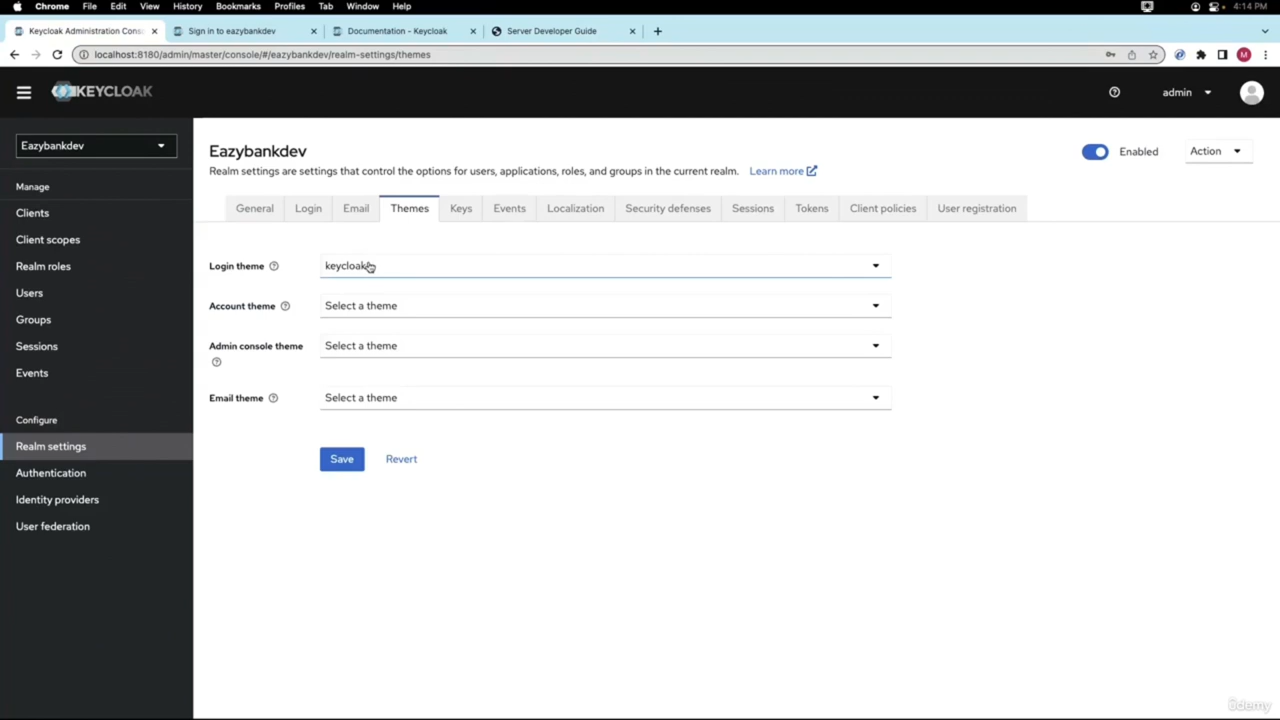 Chrome File Edit View History Bookmarks Profiles Tab Window Help 4:14 PM
Keycloak Administration Cons Sign in to eazybankdev Documentation - Keycloak Server Developer Guide
localhost:8180/admin/master/console/#/eazybankdev/realm-settings/themes M
KEYCLOAK admin
Eazybankdev
Manage
Clients
Client scopes
Realm roles
Users
Groups
Sessions
Events
Configure
Realm settings
Authentication
Identity providers
User federation
Eazybankdev Enabled Action
Realm settings are settings that control the options for users, applications, roles, and groups in the current realm. Learn more
General Login Email Themes Keys Events Localization Security defenses Sessions Tokens Client policies User registration
Login theme keycloak
Account theme Select a theme
Admin console theme Select a theme
Email theme Select a theme
Save Revert
ûdemy